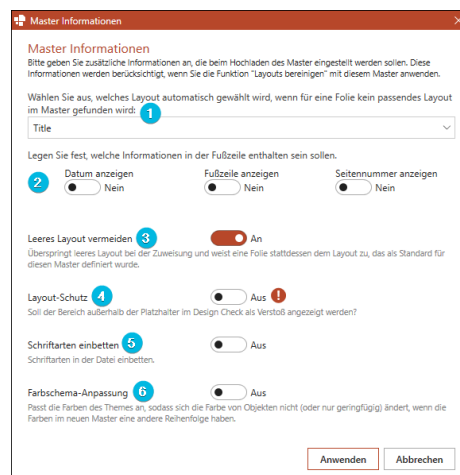 Master Informationen
Master Informationen
Bitte geben Sie zusätzliche Informationen an, die beim Hochladen des Master eingestellt werden sollen. Diese
Informationen werden berücksichtigt, wenn Sie die Funktion "Layouts bereinigen" mit diesem Master anwenden.
Wählen Sie aus, welches Layout automatisch gewählt wird, wenn für eine Folie kein passendes Layout
im Master gefunden wird: 1
Title
Legen Sie fest, welche Informationen in der Fußzeile enthalten sein sollen.
Datum anzeigen Fußzeile anzeigen Seitennummer anzeigen
2 Nein Nein Nein
Leeres Layout vermeiden 3 An
Überspringt leeres Layout bei der Zuweisung und weist eine Folie stattdessen dem Layout zu, das als Standard für
diesen Master definiert wurde.
Layout-Schutz 4 Aus !
Soll der Bereich außerhalb der Platzhalter im Design Check als Verstoß angezeigt werden?
Schriftarten einbetten 5 Aus
Schriftarten in der Datei einbetten.
Farbschema-Anpassung 6 Aus
Passt die Farben des Themes an, sodass sich die Farbe von Objekten nicht (oder nur geringfügig) ändert, wenn die
Farben im neuen Master eine andere Reihenfolge haben.
Anwenden Abbrechen